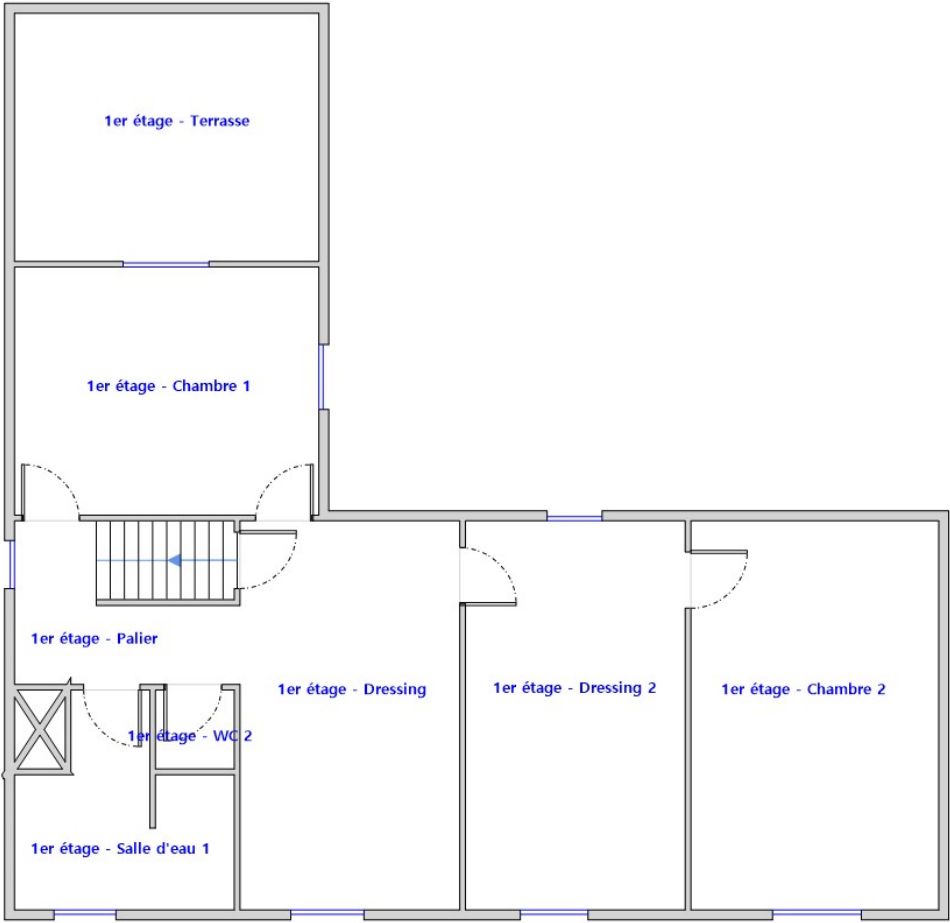 1er étage - Terrasse
1er étage - Chambre 1
1er étage - Palier
1er étage - Dressing
1er étage - Dressing 2
1er étage - Chambre 2
1er étage - WC 2
1er étage - Salle d'eau 1